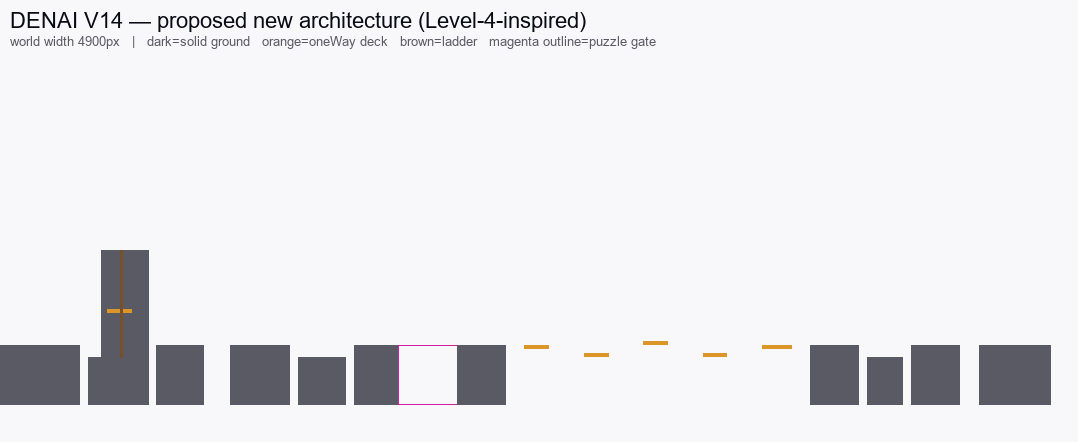 DENAI V14 — proposed new architecture (Level-4-inspired)
world width 4900px | dark=solid ground orange=oneWay deck brown=ladder magenta outline=puzzle gate